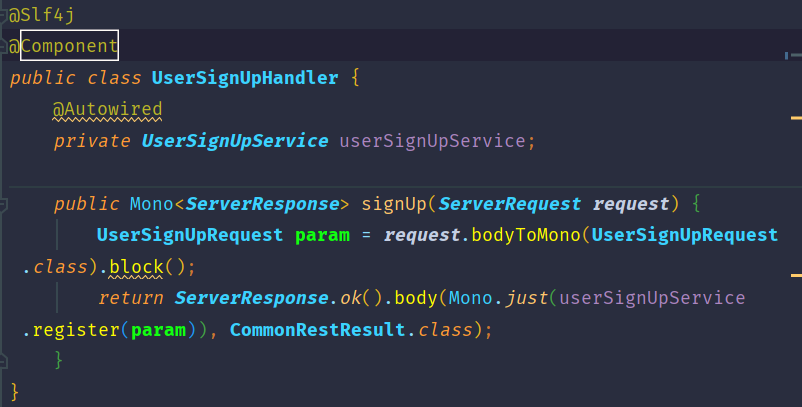 @Slf4j
@Component
public class UserSignUpHandler {
@Autowired
private UserSignUpService userSignUpService;
public Mono<ServerResponse> signUp(ServerRequest request) {
UserSignUpRequest param = request.bodyToMono(UserSignUpRequest
.class).block();
return ServerResponse.ok().body(Mono.just(userSignUpService
.register(param)), CommonRestResult.class);
}
}